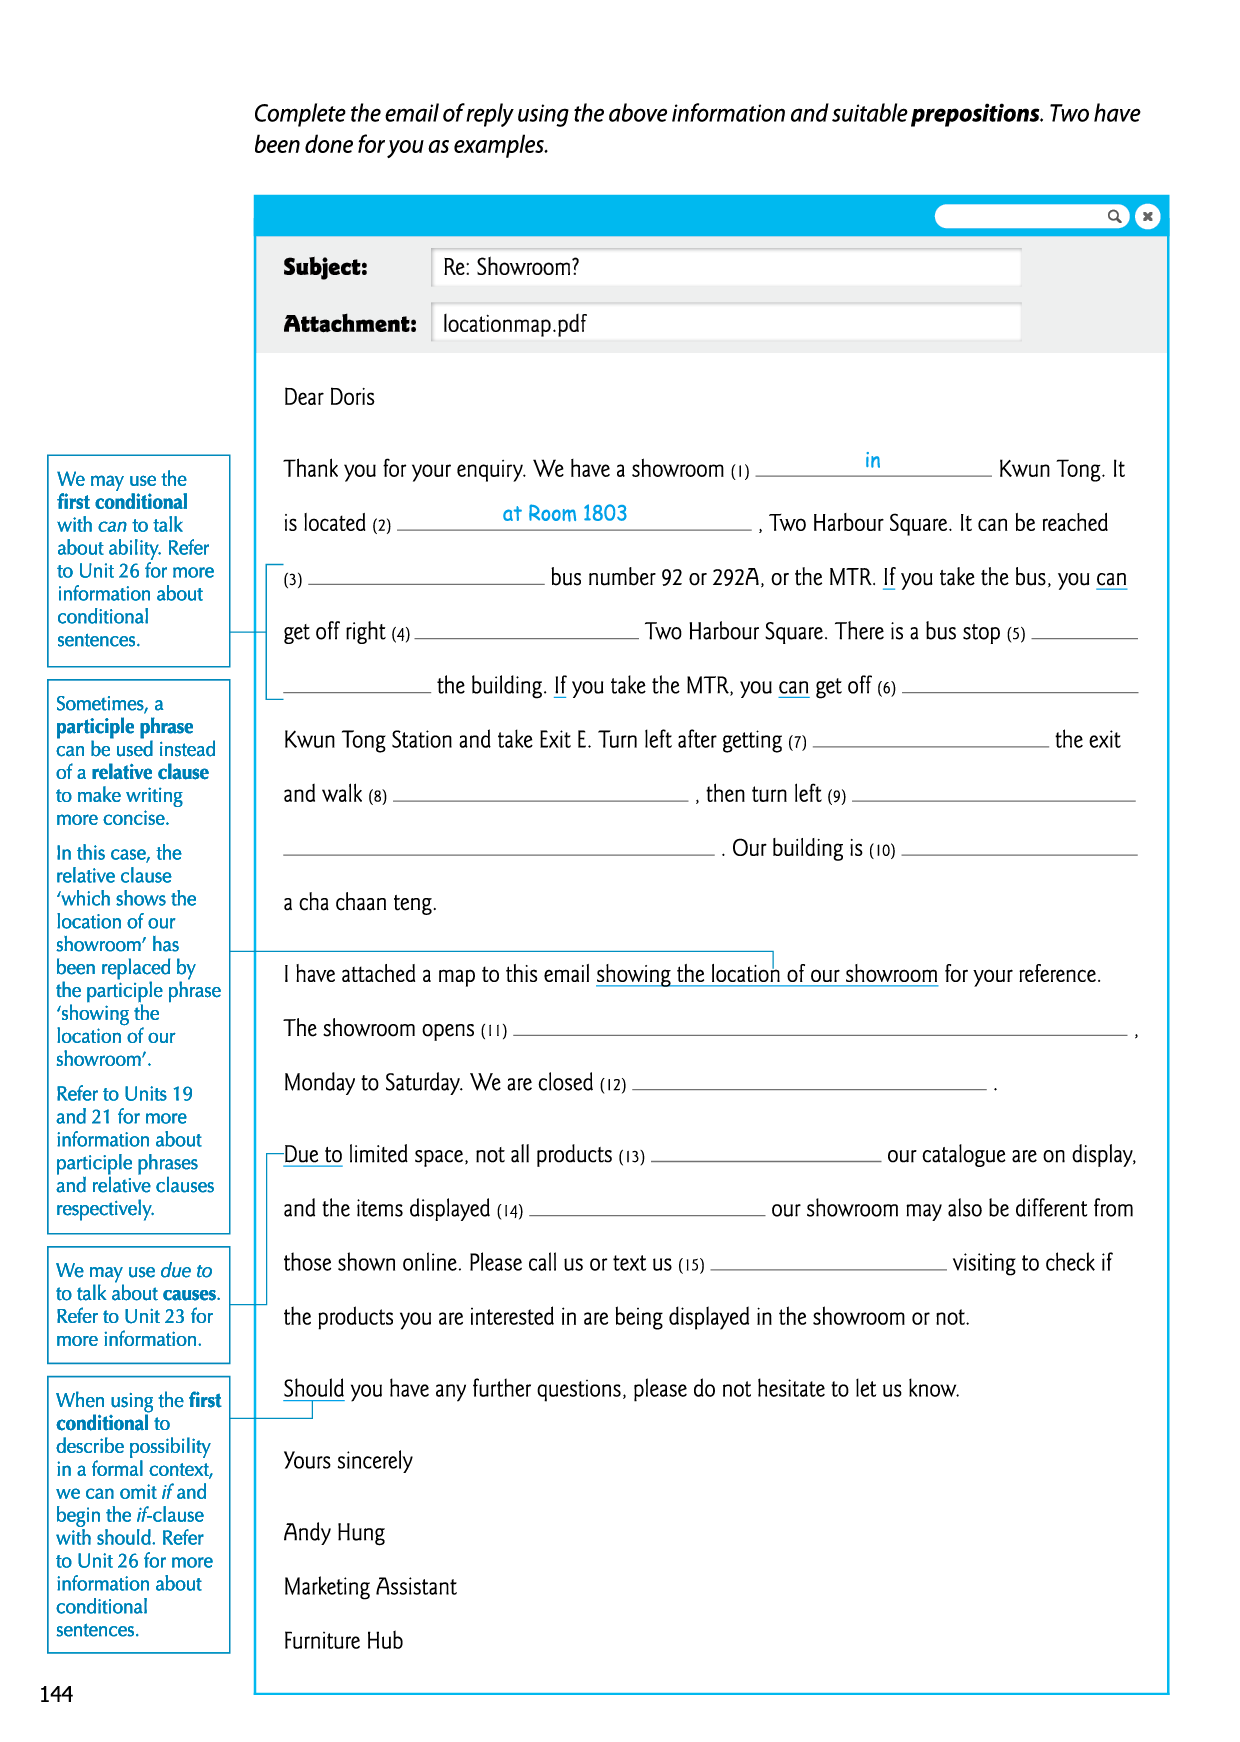 Complete the email of reply using the above information and suitable prepositions. Two have
been done for you as examples.
Subject: Re: Showroom?
Attachment: locationmap.pdf
Dear Doris
Thank you for your enquiry. We have a showroom (1) in Kwun Tong. It
is located (2) at Room 1803 , Two Harbour Square. It can be reached
(3) bus number 92 or 292A, or the MTR. If you take the bus, you can
get off right (4) Two Harbour Square. There is a bus stop (5)
the building. If you take the MTR, you can get off (6)
Kwun Tong Station and take Exit E. Turn left after getting (7) the exit
and walk (8) , then turn left (9)
. Our building is (10)
a cha chaan teng.
I have attached a map to this email showing the location of our showroom for your reference.
The showroom opens (11) ,
Monday to Saturday. We are closed (12) .
Due to limited space, not all products (13) our catalogue are on display,
and the items displayed (14) our showroom may also be different from
those shown online. Please call us or text us (15) visiting to check if
the products you are interested in are being displayed in the showroom or not.
Should you have any further questions, please do not hesitate to let us know.
Yours sincerely
Andy Hung
Marketing Assistant
Furniture Hub
We may use the
first conditional
with can to talk
about ability. Refer
to Unit 26 for more
information about
conditional
sentences.
Sometimes, a
participle phrase
can be used instead
of a relative clause
to make writing
more concise.
In this case, the
relative clause
‘which shows the
location of our
showroom’ has
been replaced by
the participle phrase
‘showing the
location of our
showroom’.
Refer to Units 19
and 21 for more
information about
participle phrases
and relative clauses
respectively.
We may use due to
to talk about causes.
Refer to Unit 23 for
more information.
When using the first
conditional to
describe possibility
in a formal context,
we can omit if and
begin the if-clause
with should. Refer
to Unit 26 for more
information about
conditional
sentences.
144